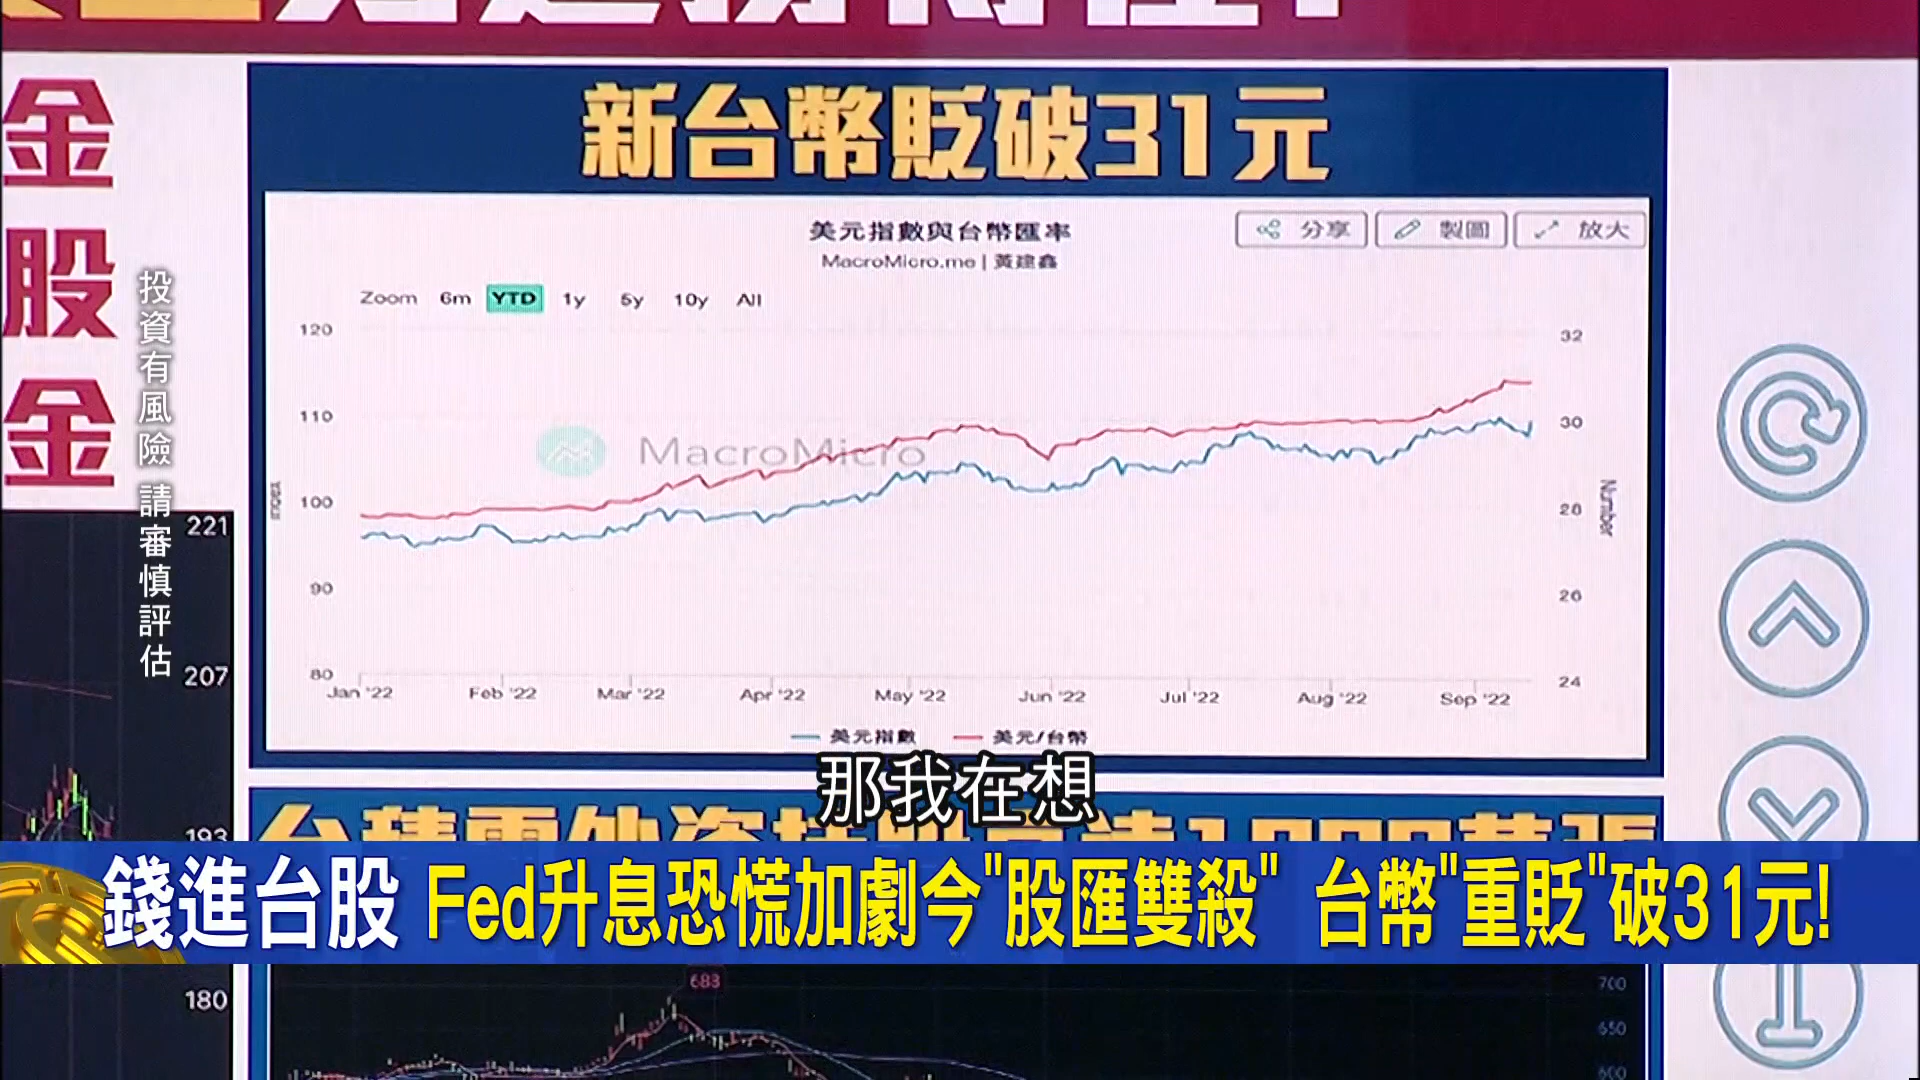 新台幣貶破31元
金
股
金
投資有風險 請審慎評估
美元指數與台幣匯率
MacroMicro.me | 黃建鑫
分享
製圖
放大
Zoom 6m YTD 1y 5y 10y All
120
110
100
90
80
Index
32
30
28
26
24
Number
MacroMicro
Jan '22 Feb '22 Mar '22 Apr '22 May '22 Jun '22 Jul '22 Aug '22 Sep '22
美元指數 美元/台幣
221
207
193
180
那我在想
錢進台股 Fed升息恐慌加劇今"股匯雙殺" 台幣"重貶"破31元!
683
700
650
600